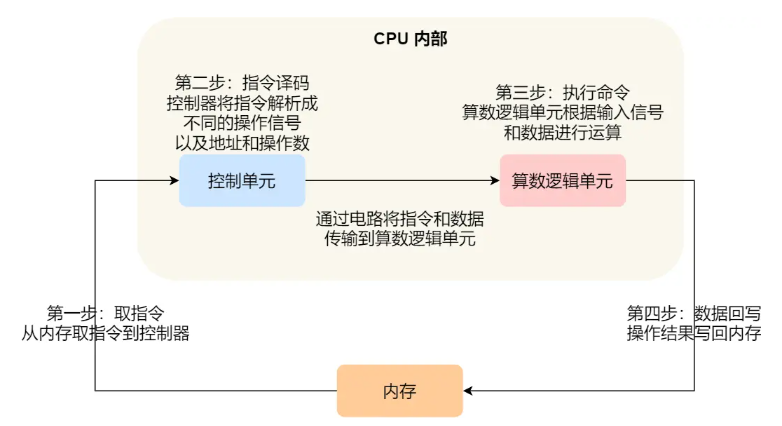 CPU 内部
第二步：指令译码
控制器将指令解析成
不同的操作信号
以及地址和操作数
第三步：执行命令
算数逻辑单元根据输入信号
和数据进行运算
控制单元
算数逻辑单元
通过电路将指令和数据
传输到算数逻辑单元
第一步：取指令
从内存取指令到控制器
第四步：数据回写
操作结果写回内存
内存